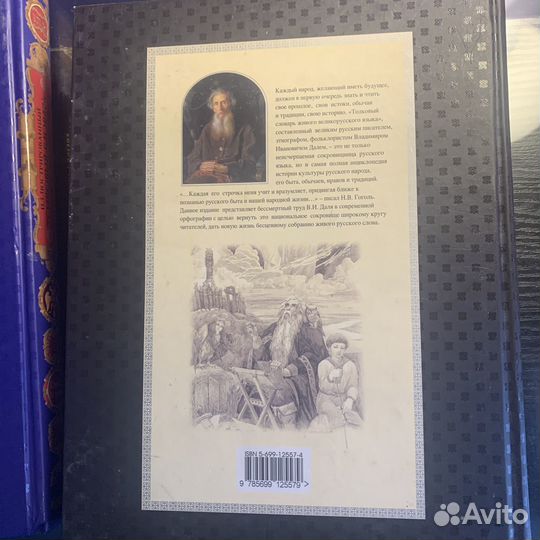 Каждый народ, желающий иметь будущее,
должен в первую очередь знать и чтить
свое прошлое, свои истоки, обычаи
и традиции, свою историю. «Толковый
словарь живого великорусского языка»,
составленный великим русским писателем,
этнографом, фольклористом Владимиром
Ивановичем Далем, – это не только
неисчерпаемая сокровищница русского
языка, но и самая полная энциклопедия
истории культуры русского народа,
его быта, обычаев, нравов и традиций.
«…Каждая его строчка меня учит и вразумляет, придвигая ближе к
познанью русского быта и нашей народной жизни…» – писал Н.В. Гоголь.
Данное издание представляет бессмертный труд В.И. Даля в современной
орфографии с целью вернуть это национальное сокровище широкому кругу
читателей, дать новую жизнь бесценному собранию живого русского слова.
ISBN 5-699-12557-4
9 785699 125579 >
Avito